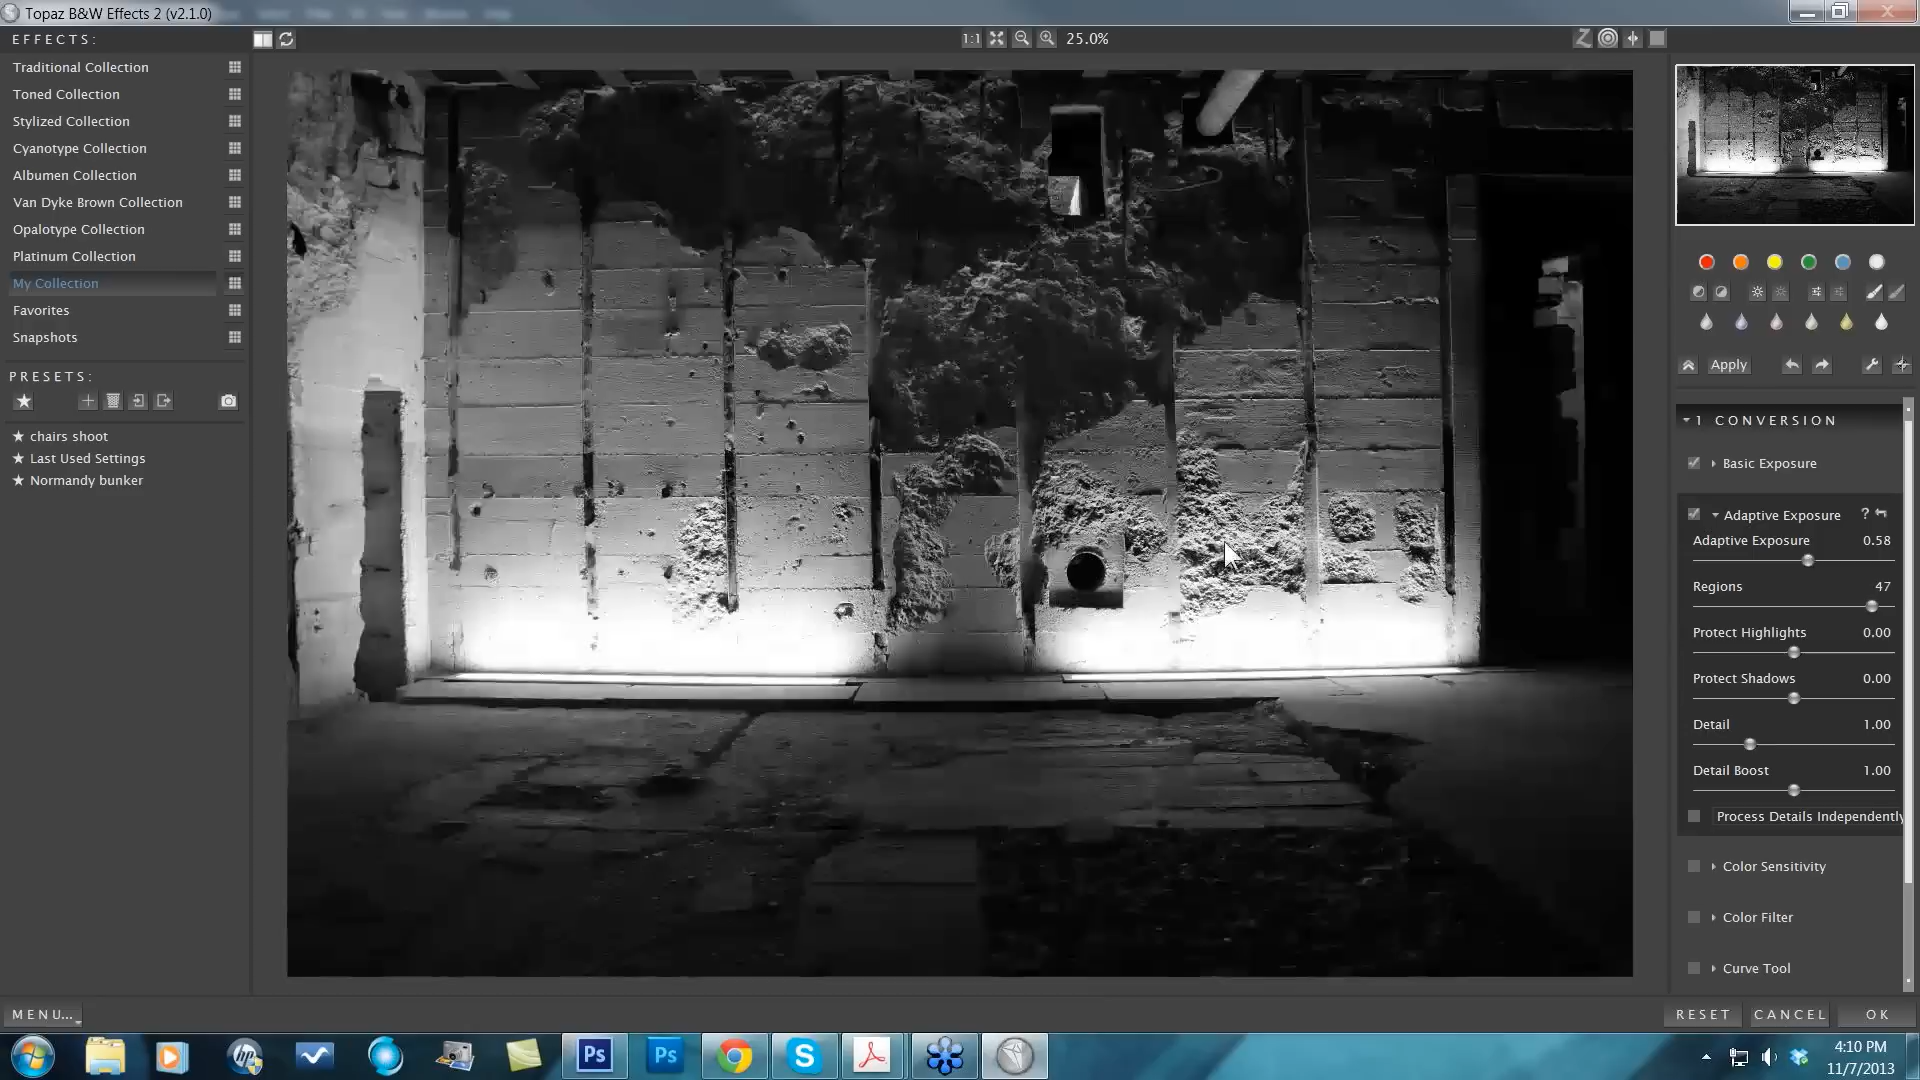 Topaz B&W Effects 2 (v2.1.0)
EFFECTS:
1:1
25.0%
Traditional Collection
Toned Collection
Stylized Collection
Cyanotype Collection
Albumen Collection
Van Dyke Brown Collection
Opalotype Collection
Platinum Collection
My Collection
Favorites
Snapshots
PRESETS:
chairs shoot
Last Used Settings
Normandy bunker
Apply
1 CONVERSION
Basic Exposure
Adaptive Exposure ?
Adaptive Exposure 0.58
Regions 47
Protect Highlights 0.00
Protect Shadows 0.00
Detail 1.00
Detail Boost 1.00
Process Details Independently
Color Sensitivity
Color Filter
Curve Tool
MENU...
RESET CANCEL OK
hp
Ps
Ps
S
4:10 PM
11/7/2013